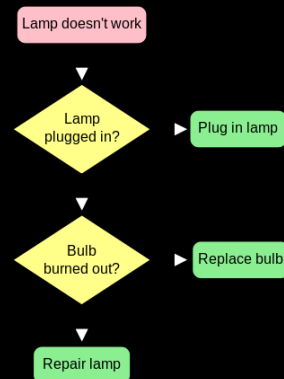 Lamp doesn't work
Lamp
plugged in?
Plug in lamp
Bulb
burned out?
Replace bulb
Repair lamp